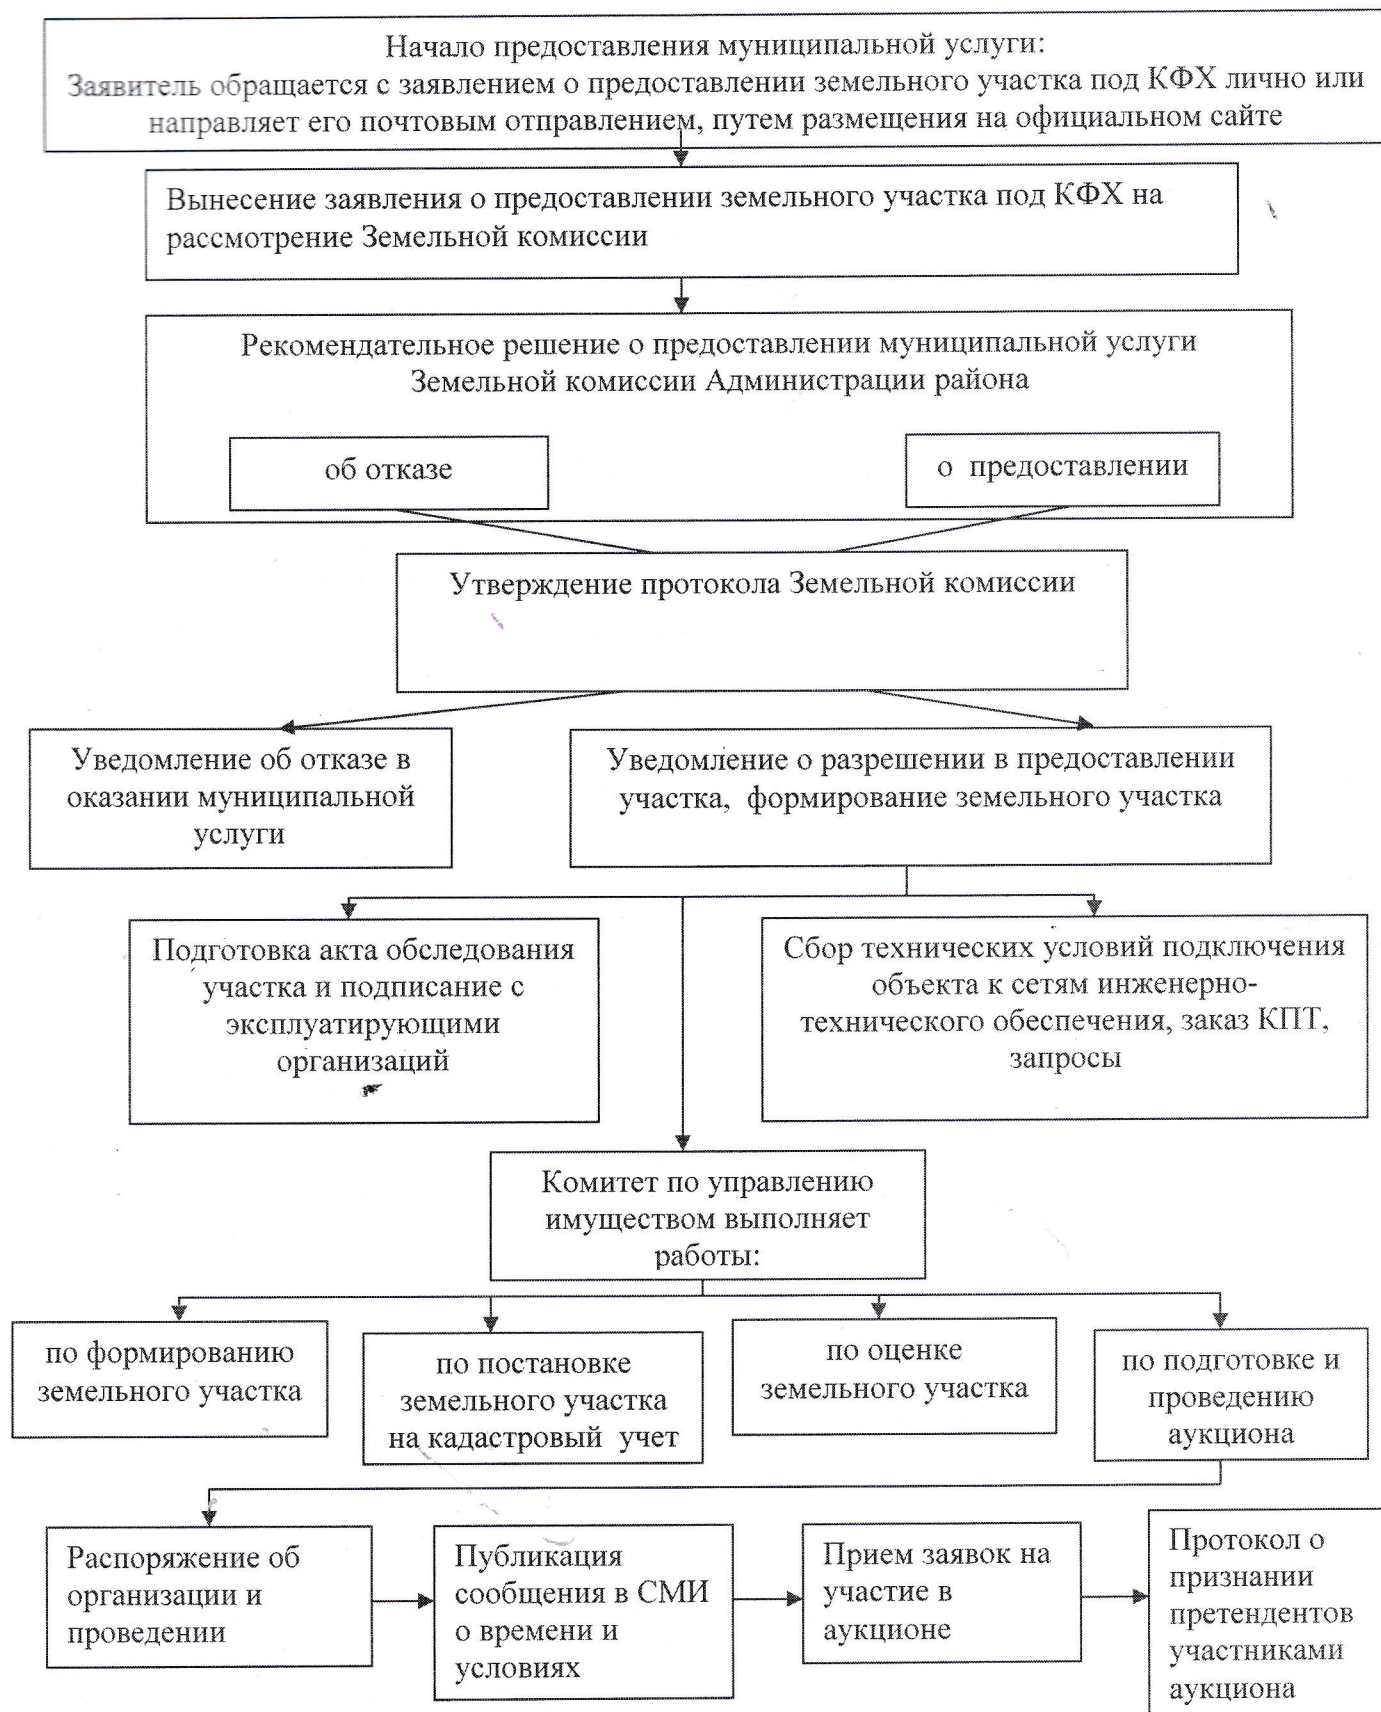 Начало предоставления муниципальной услуги:
Заявитель обращается с заявлением о предоставлении земельного участка под КФХ лично или
направляет его почтовым отправлением, путем размещения на официальном сайте
Вынесение заявления о предоставлении земельного участка под КФХ на
рассмотрение Земельной комиссии
Рекомендательное решение о предоставлении муниципальной услуги
Земельной комиссии Администрации района
об отказе
о предоставлении
Утверждение протокола Земельной комиссии
Уведомление об отказе в
оказании муниципальной
услуги
Уведомление о разрешении в предоставлении
участка, формирование земельного участка
Подготовка акта обследования
участка и подписание с
эксплуатирующими
организаций
Сбор технических условий подключения
объекта к сетям инженерно-
технического обеспечения, заказ КПТ,
запросы
Комитет по управлению
имуществом выполняет
работы:
по формированию
земельного участка
по постановке
земельного участка
на кадастровый учет
по оценке
земельного участка
по подготовке и
проведению
аукциона
Распоряжение об
организации и
проведении
Публикация
сообщения в СМИ
о времени и
условиях
Прием заявок на
участие в
аукционе
Протокол о
признании
претендентов
участниками
аукциона